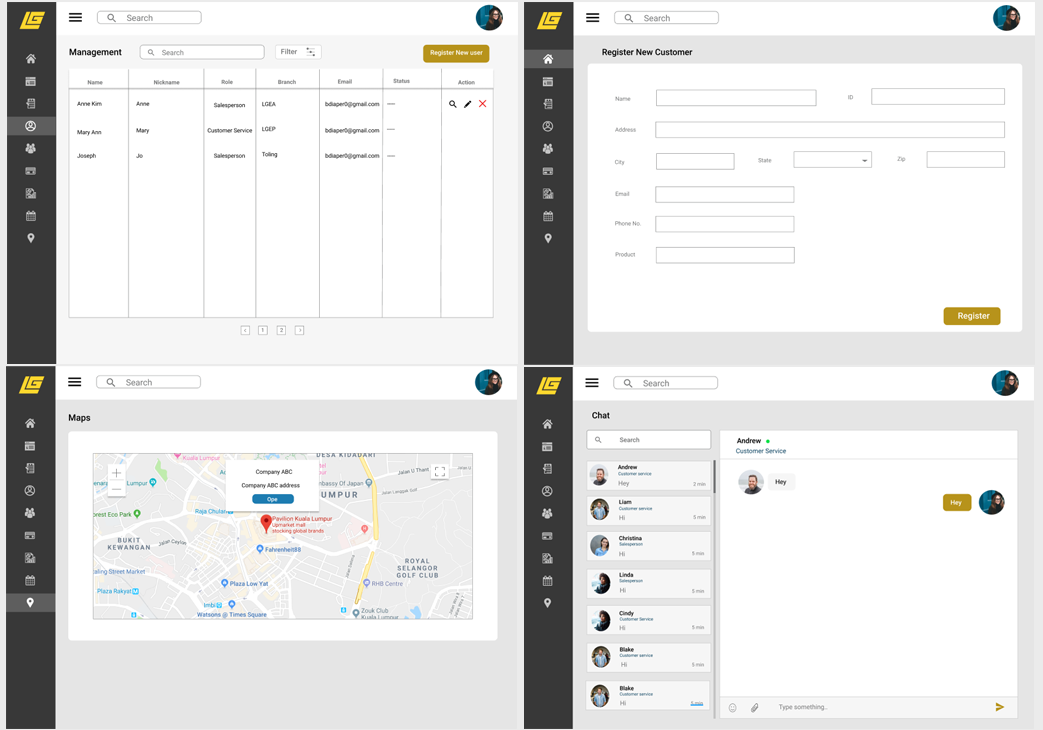 LG
Search
Management
Search
Filter
Register New user
Name Nickname Role Branch Email Status Action
Anne Kim Anne Salesperson LGEA bdiaper0@gmail.com
Mary Ann Mary Customer Service LGEP bdiaper0@gmail.com
Joseph Jo Salesperson Toling bdiaper0@gmail.com
1 2
LG
Search
Register New Customer
Name ID
Address
City State Zip
Email
Phone No.
Product
Register
LG
Search
Maps
Kuala Lumpur
DESA KIDADARI
Jalan U Thant
Company ABC
Company ABC address
Ope
Embassy Of Japan
UMPUR
Raja Chulan
Forest Eco Park
Pavilion Kuala Lumpur
upmarket mall
stocking global brands
BUKIT
KEWANGAN
Fahrenheit88
ROYAL
SELANGOR
GOLF CLUB
aling Street Market
Plaza Low Yat
RHB Centre
Plaza Rakyat
Imbi
Watsons @ Times Square
Zouk Club
Kuala Lumpur
LG
Search
Chat
Search
Andrew
Customer service
Hey 2 min
Liam
Customer service
Hi 5 min
Christina
Salesperson
Hi 5 min
Linda
Salesperson
Hi 5 min
Cindy
Customer Service
Hi 5 min
Blake
Customer service
Hi 5 min
Blake
Customer service
Hi 5 min
Andrew
Customer Service
Hey
Hey
Type something..